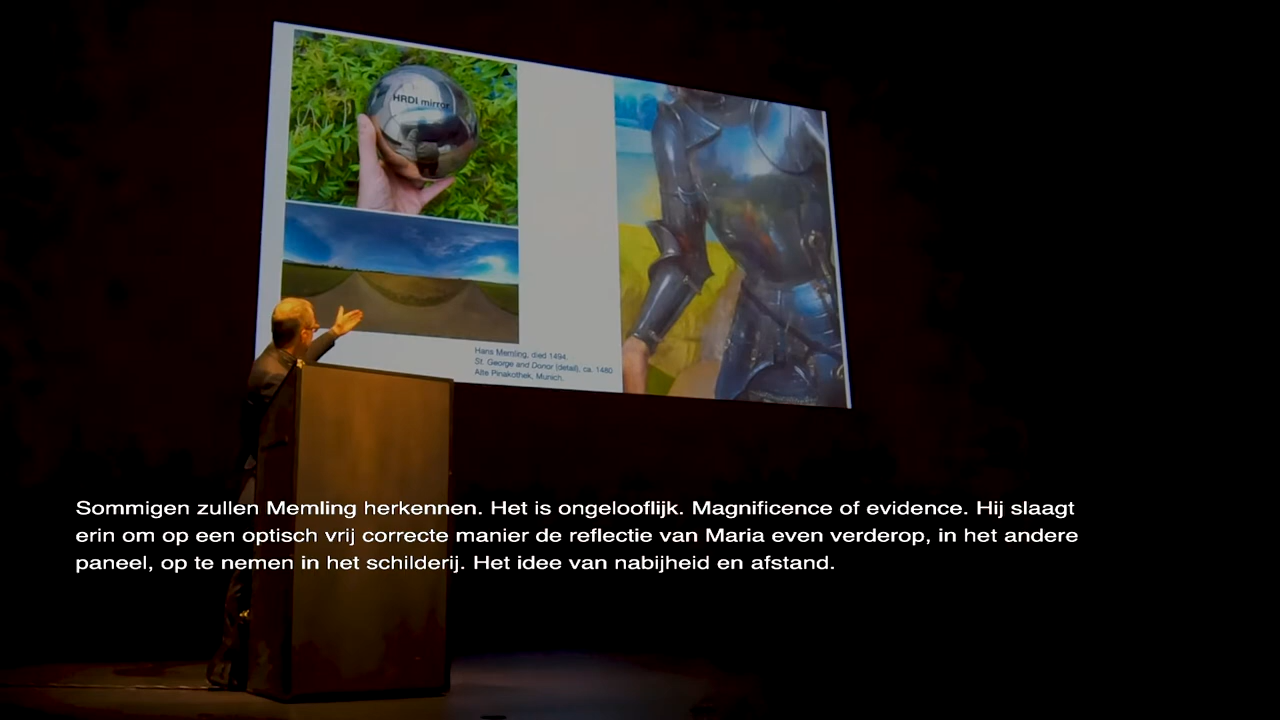 HRDI mirror
Hans Memling, died 1494,
St. George and Donor (detail), ca. 1480
Alte Pinakothek, Munich.
Sommigen zullen Memling herkennen. Het is ongelooflijk. Magnificence of evidence. Hij slaagt
erin om op een optisch vrij correcte manier de reflectie van Maria even verderop, in het andere
paneel, op te nemen in het schilderij. Het idee van nabijheid en afstand.